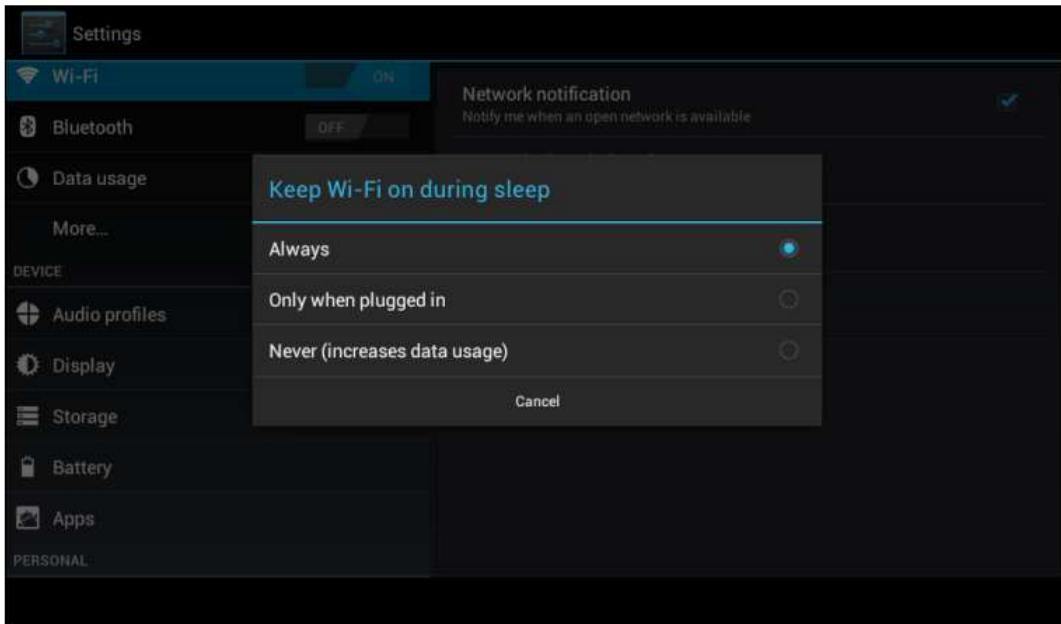 Settings
Wi-Fi
ON
Bluetooth
OFF
Data usage
More...
DEVICE
Audio profiles
Display
Storage
Battery
Apps
PERSONAL
Network notification
Notify me when an open network is available
Keep Wi-Fi on during sleep
Always
Only when plugged in
Never (increases data usage)
Cancel